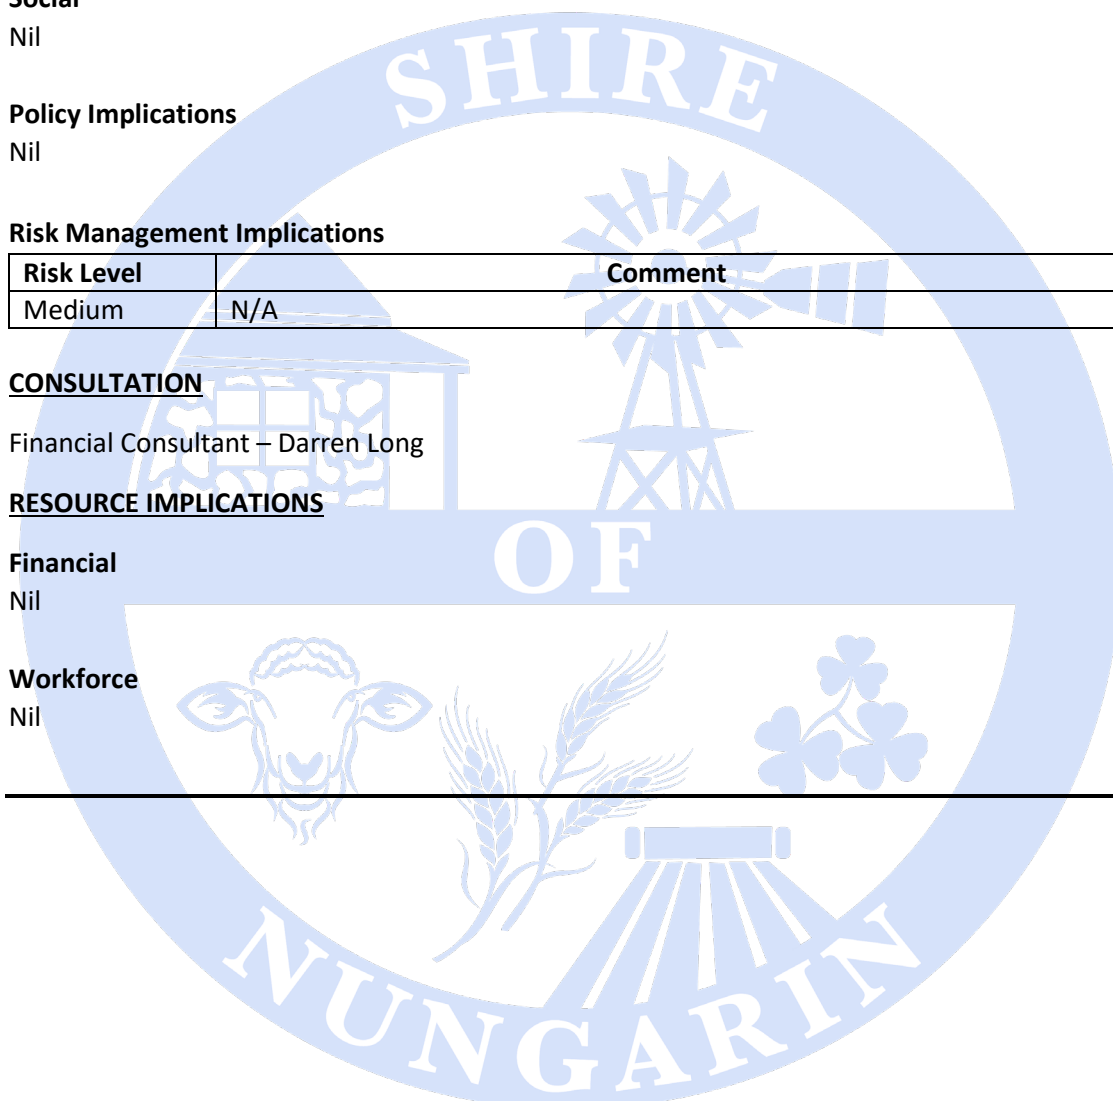 Social
Nil
Policy Implications
Nil
Risk Management Implications
Risk Level Comment
Medium N/A
CONSULTATION
Financial Consultant – Darren Long
RESOURCE IMPLICATIONS
Financial
Nil
Workforce
Nil
SHIRE
OF
NUNGARIN